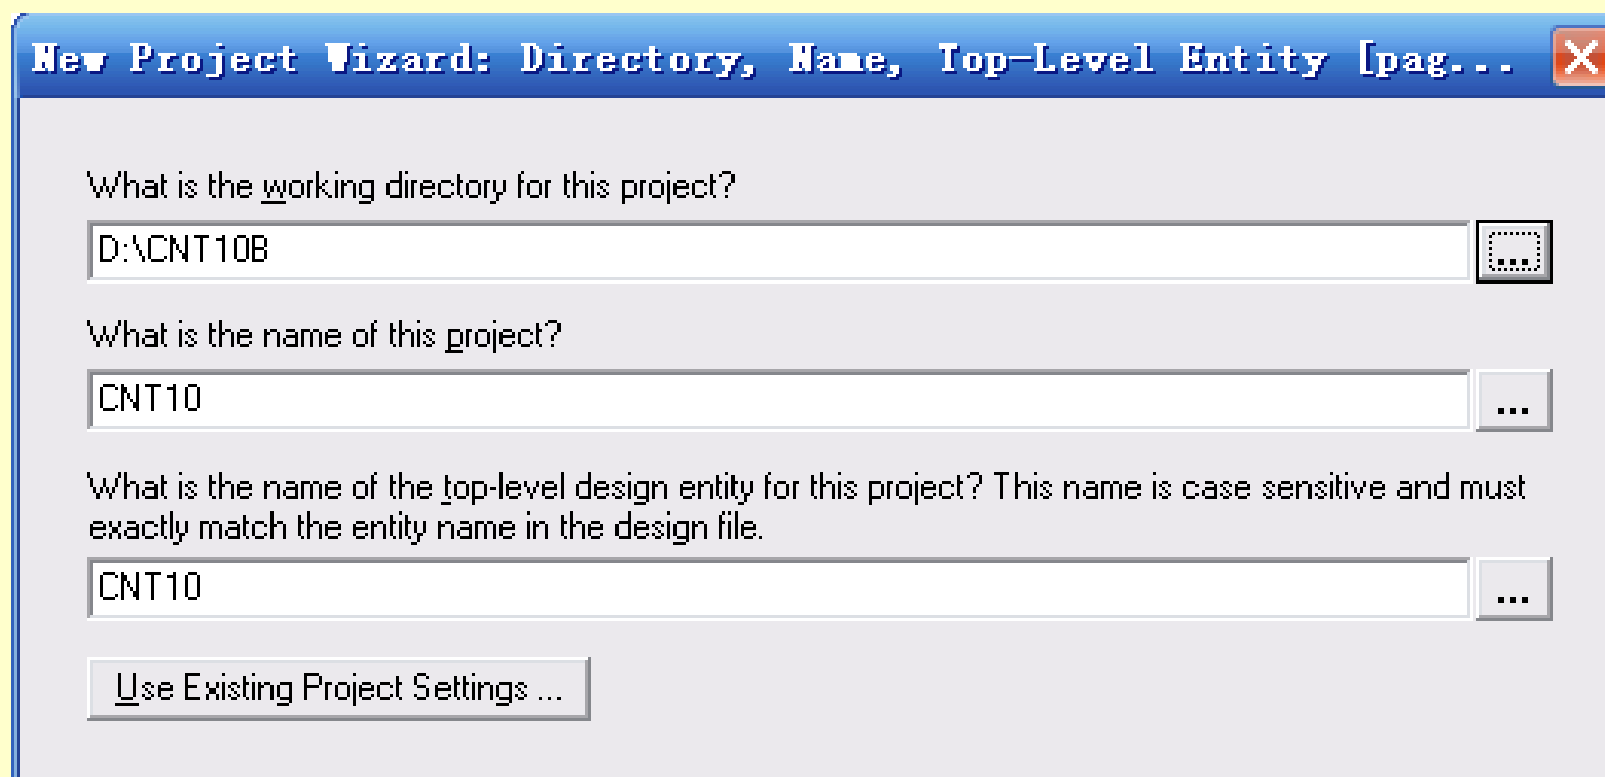 New Project Wizard: Directory, Name, Top-Level Entity [pag...
What is the working directory for this project?
D:\CNT10B
...
What is the name of this project?
CNT10
...
What is the name of the top-level design entity for this project? This name is case sensitive and must
exactly match the entity name in the design file.
CNT10
...
Use Existing Project Settings ...